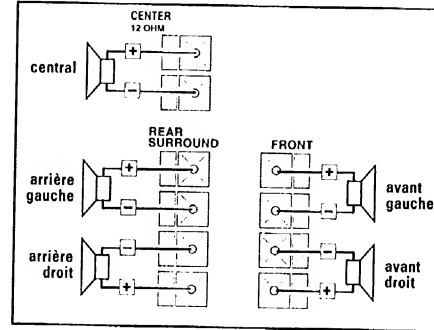 CENTER
12 OHM
central
+
−
REAR
SURROUND
arrière
gauche
+
−
arrière
droit
−
+
FRONT
+
−
avant
gauche
−
+
avant
droit